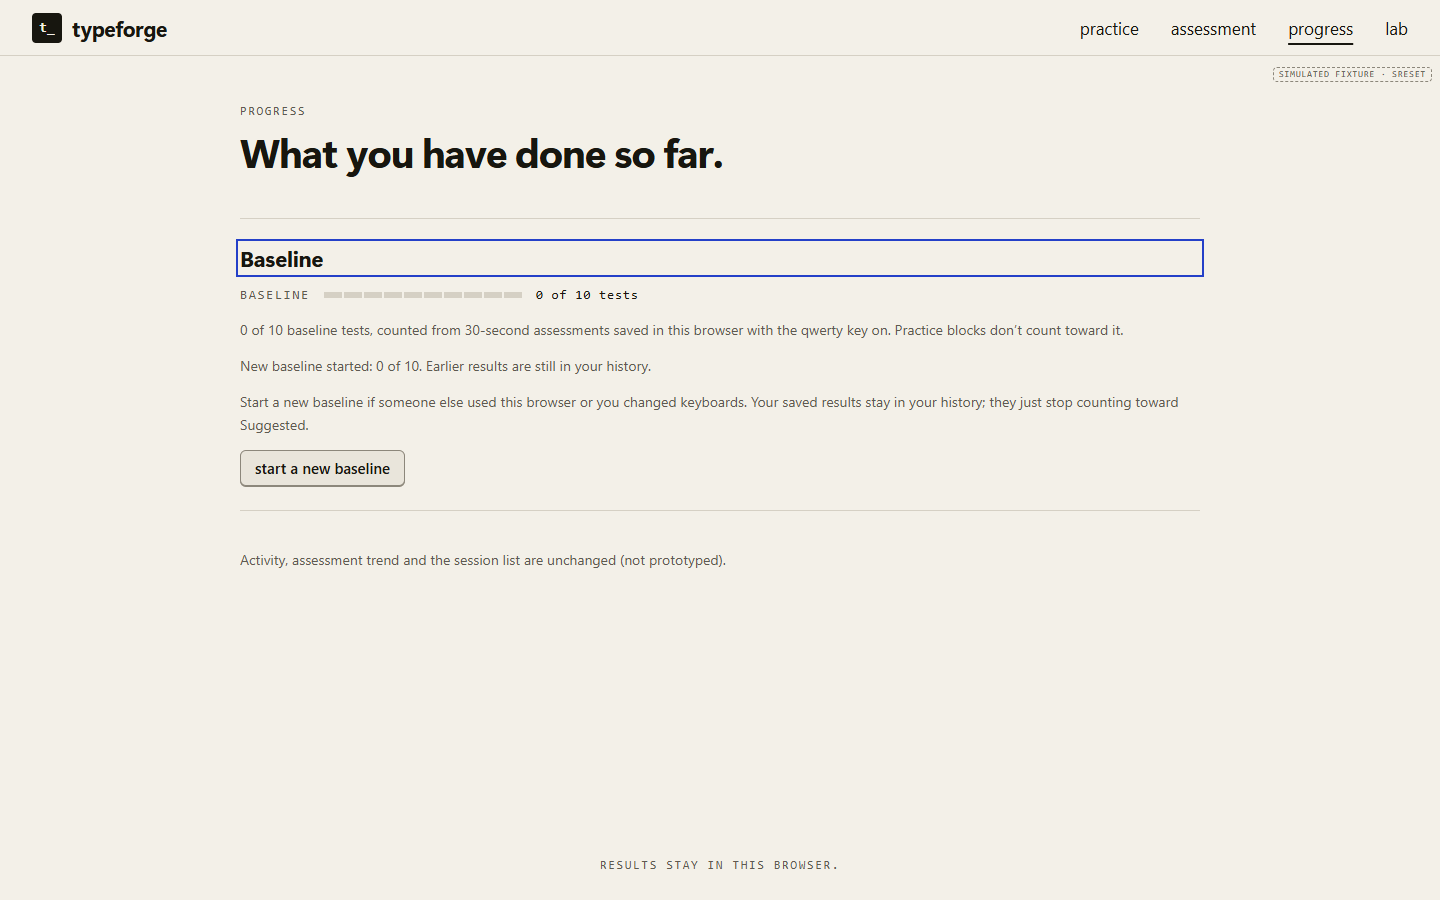 t_ typeforge
practice assessment progress lab
SIMULATED FIXTURE · SRESET
PROGRESS
What you have done so far.
Baseline
BASELINE 0 of 10 tests
0 of 10 baseline tests, counted from 30-second assessments saved in this browser with the qwerty key on. Practice blocks don’t count toward it.
New baseline started: 0 of 10. Earlier results are still in your history.
Start a new baseline if someone else used this browser or you changed keyboards. Your saved results stay in your history; they just stop counting toward
Suggested.
start a new baseline
Activity, assessment trend and the session list are unchanged (not prototyped).
RESULTS STAY IN THIS BROWSER.